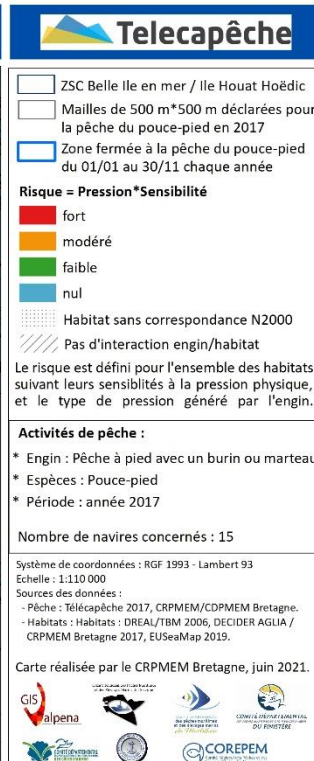 Telecapêche
ZSC Belle Ile en mer / Ile Houat Hoëdic
Mailles de 500 m*500 m déclarées pour
la pêche du pouce-pied en 2017
Zone fermée à la pêche du pouce-pied
du 01/01 au 30/11 chaque année
Risque = Pression*Sensibilité
fort
modéré
faible
nul
Habitat sans correspondance N2000
Pas d'interaction engin/habitat
Le risque est défini pour l'ensemble des habitats
suivant leurs sensiblités à la pression physique,
et le type de pression généré par l'engin.
Activités de pêche :
* Engin : Pêche à pied avec un burin ou marteau
* Espèces : Pouce-pied
* Période : année 2017
Nombre de navires concernés : 15
Système de coordonnées : RGF 1993 - Lambert 93
Echelle : 1:110 000
Sources des données :
- Pêche : Télécapêche 2017, CRPMEM/CDPMEM Bretagne.
- Habitats : Habitats : DREAL/TBM 2006, DECIDER AGLIA /
CRPMEM Bretagne 2017, EUSeaMap 2019.
Carte réalisée par le CRPMEM Bretagne, juin 2021.
GIS
valpena
COMITÉ DÉPARTEMENTAL
DU FINISTÈRE
COMITÉ DÉPARTEMENTAL
COREPEM